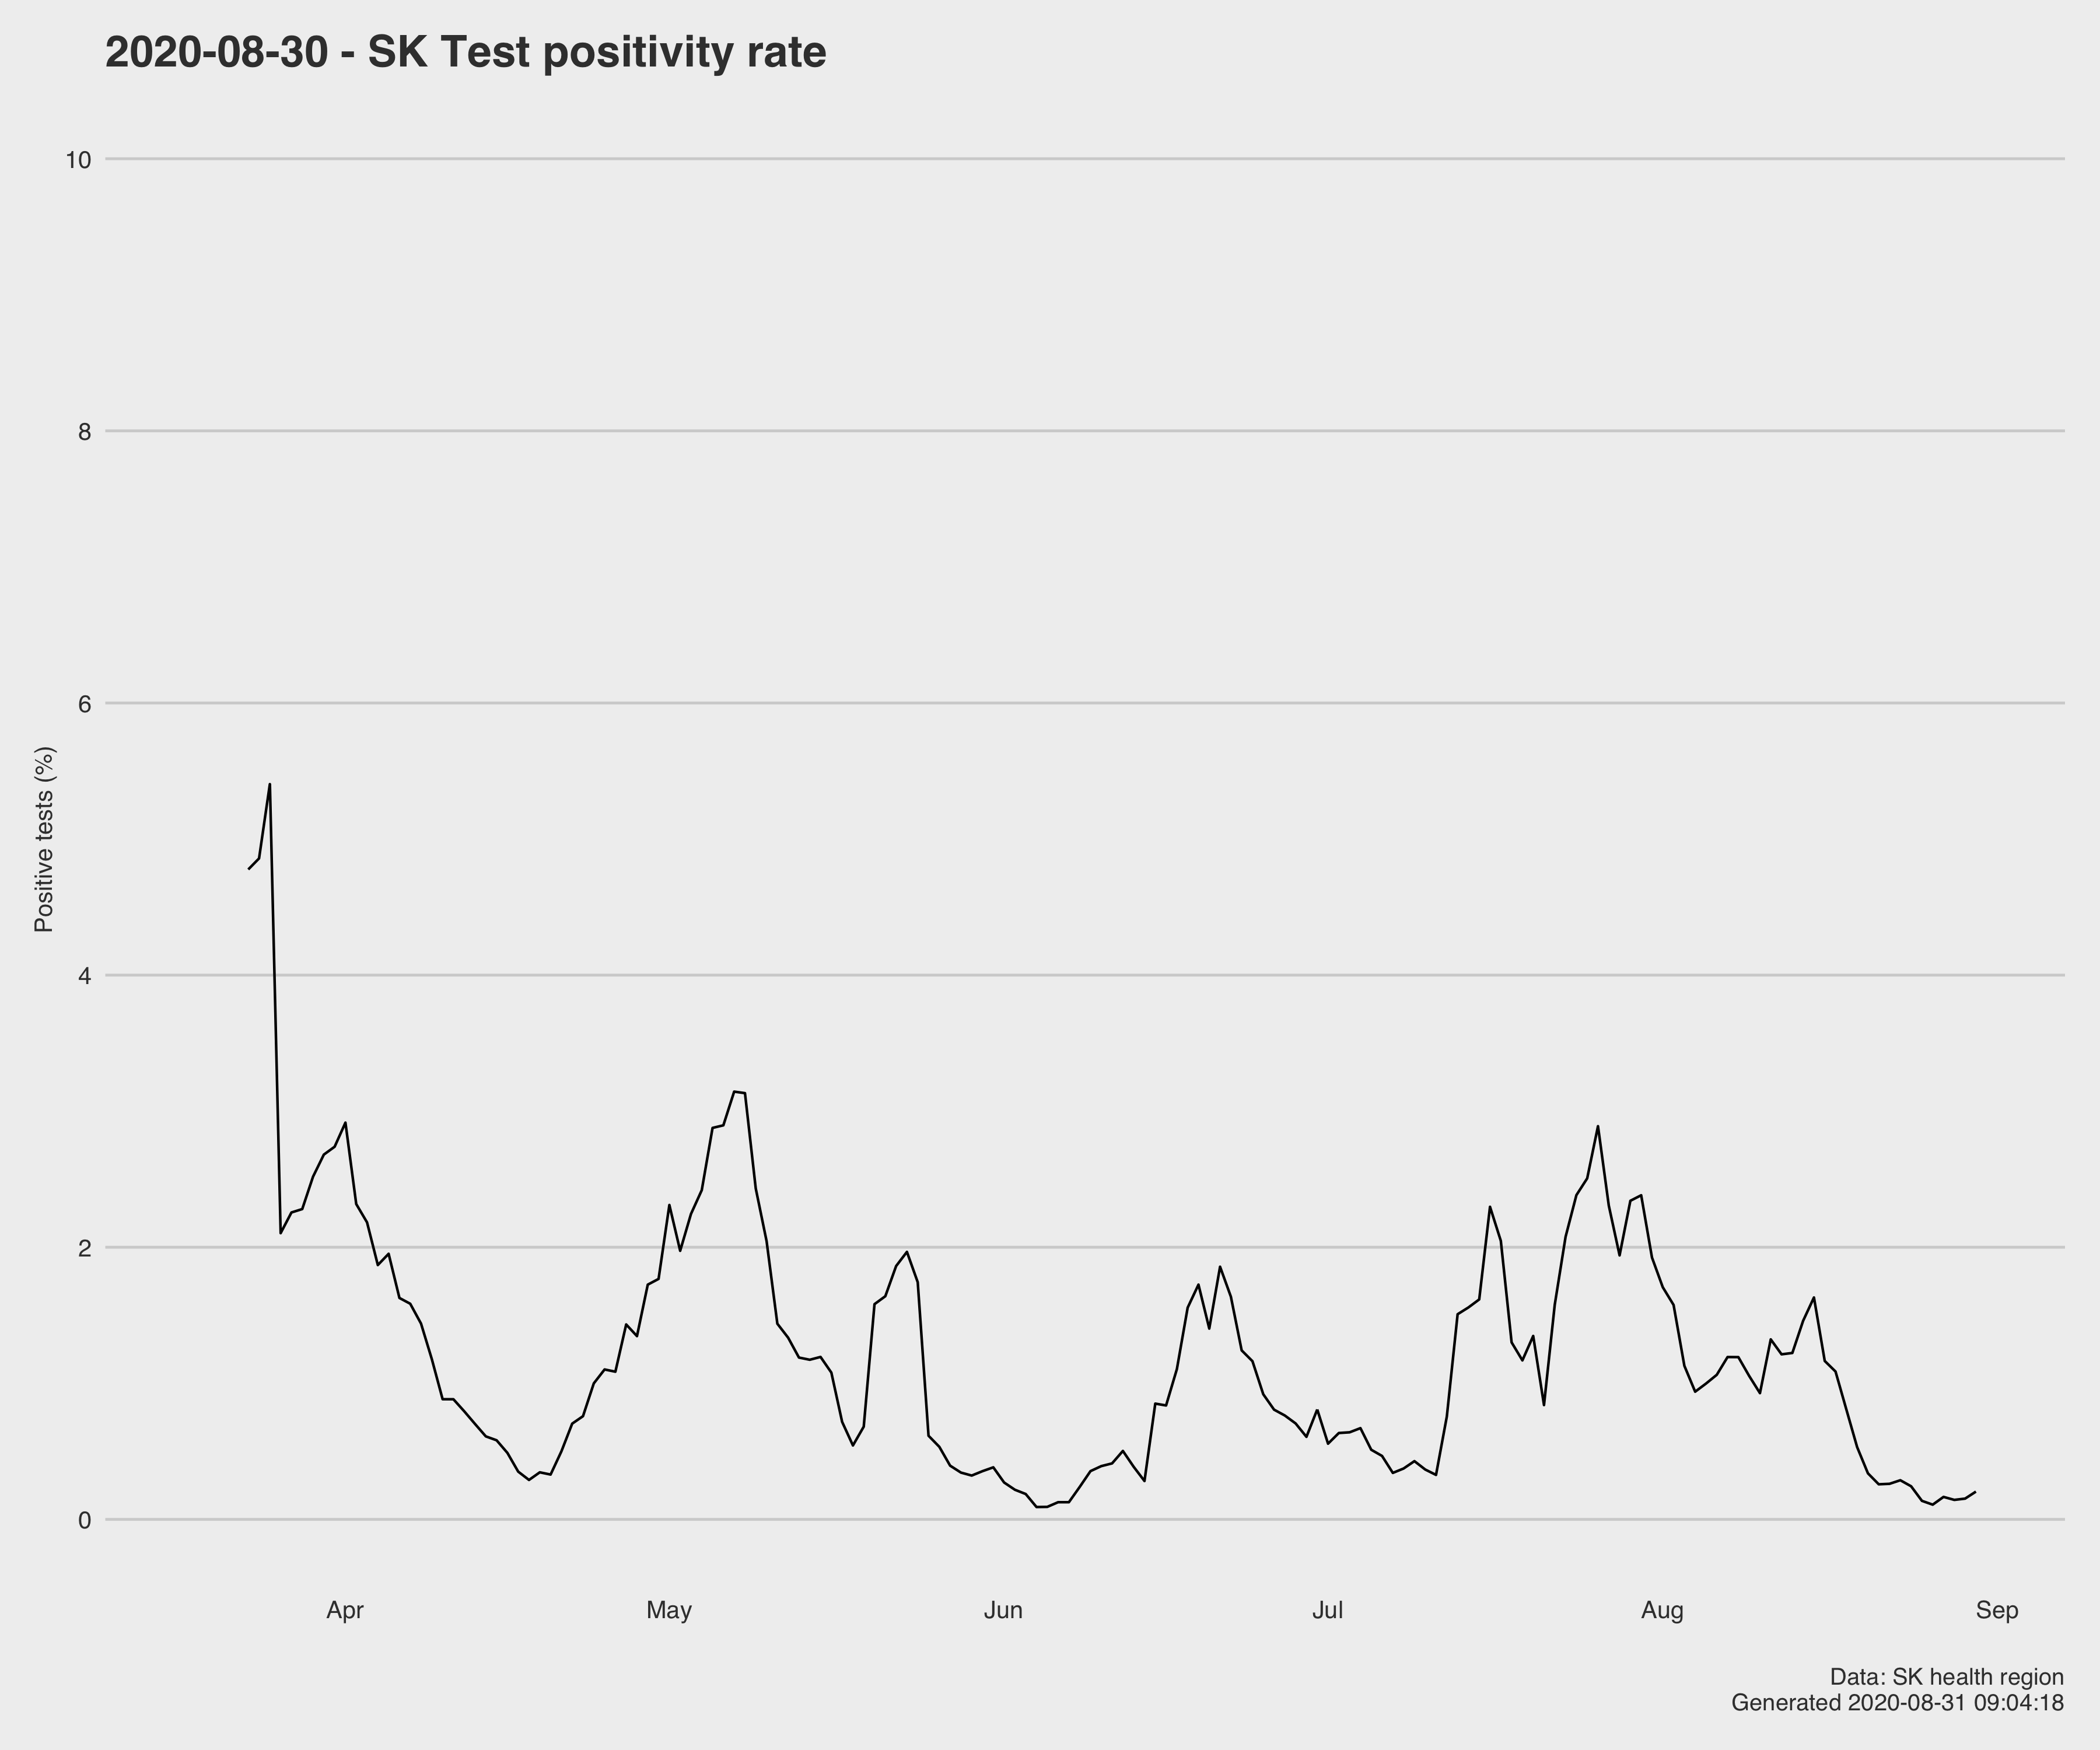 2020-08-30 - SK Test positivity rate
10
8
6
4
2
0
Positive tests (%)
Apr
May
Jun
Jul
Aug
Sep
Data: SK health region
Generated 2020-08-31 09:04:18